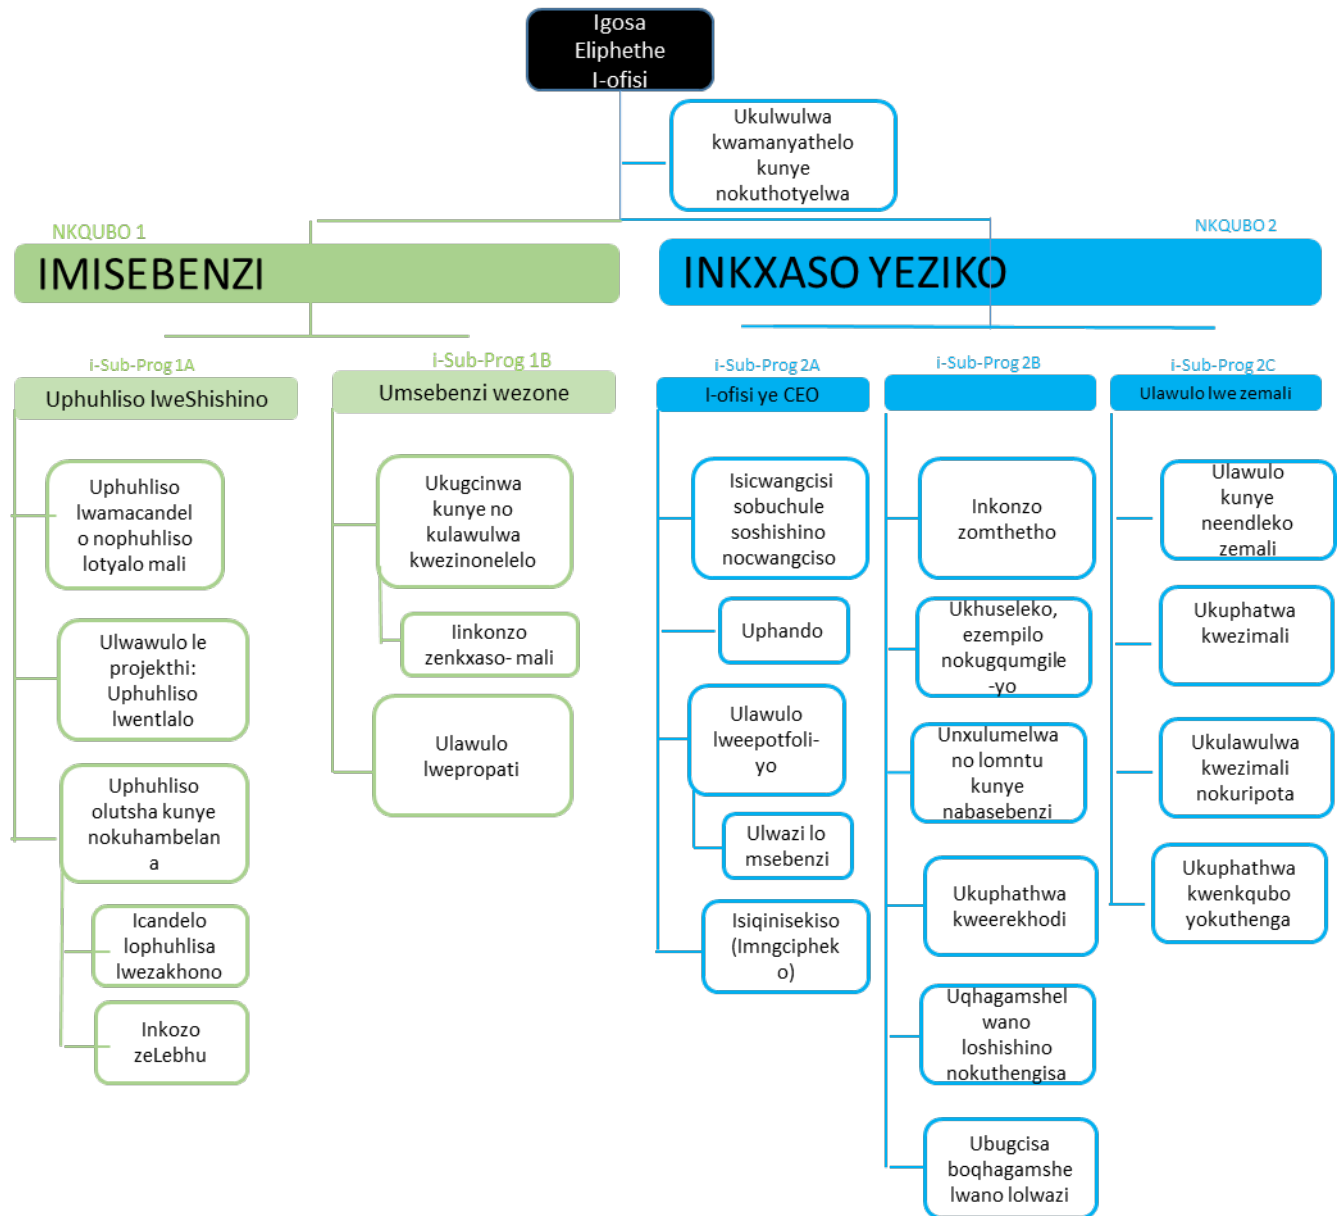 Igosa
Eliphethe
I-ofisi
Ukulwulwa
kwamanyathelo
kunye
nokuthotyelwa
NKQUBO 1
IMISEBENZI
NKQUBO 2
INKXASO YEZIKO
i-Sub-Prog 1A
Uphuhliso lweShishino
Uphuhliso
lwamacandel
o nophuhliso
lotyalo mali
Ulwawulo le
projekthi:
Uphuhliso
lwentlalo
Uphuhliso
olutsha kunye
nokuhambelan
a
Icandelo
lophuhlisa
lwezakhono
Inkozo
zeLebhu
i-Sub-Prog 1B
Umsebenzi wezone
Ukugcinwa
kunye no
kulawulwa
kwezinonelelo
Iinkonzo
zenkxaso- mali
Ulawulo
lwepropati
i-Sub-Prog 2A
I-ofisi ye CEO
Isicwangcisi
sobuchule
soshishino
nocwangciso
Uphando
Ulawulo
lweepotfoli-
yo
Ulwazi lo
msebenzi
Isiqinisekiso
(Imngciphek
o)
i-Sub-Prog 2B
Inkonzo
zomthetho
Ukhuseleko,
ezempilo
nokugqumgile
-yo
Unxulumelwa
no lomntu
kunye
nabasebenzi
Ukuphathwa
kweerekhodi
Uqhagamshel
wano
loshishino
nokuthengisa
Ubugcisa
boqhagamshe
lwano lolwazi
i-Sub-Prog 2C
Ulawulo lwe zemali
Ulawulo
kunye
neendleko
zemali
Ukuphatwa
kwezimali
Ukulawulwa
kwezimali
nokuripota
Ukuphathwa
kwenkqubo
yokuthenga